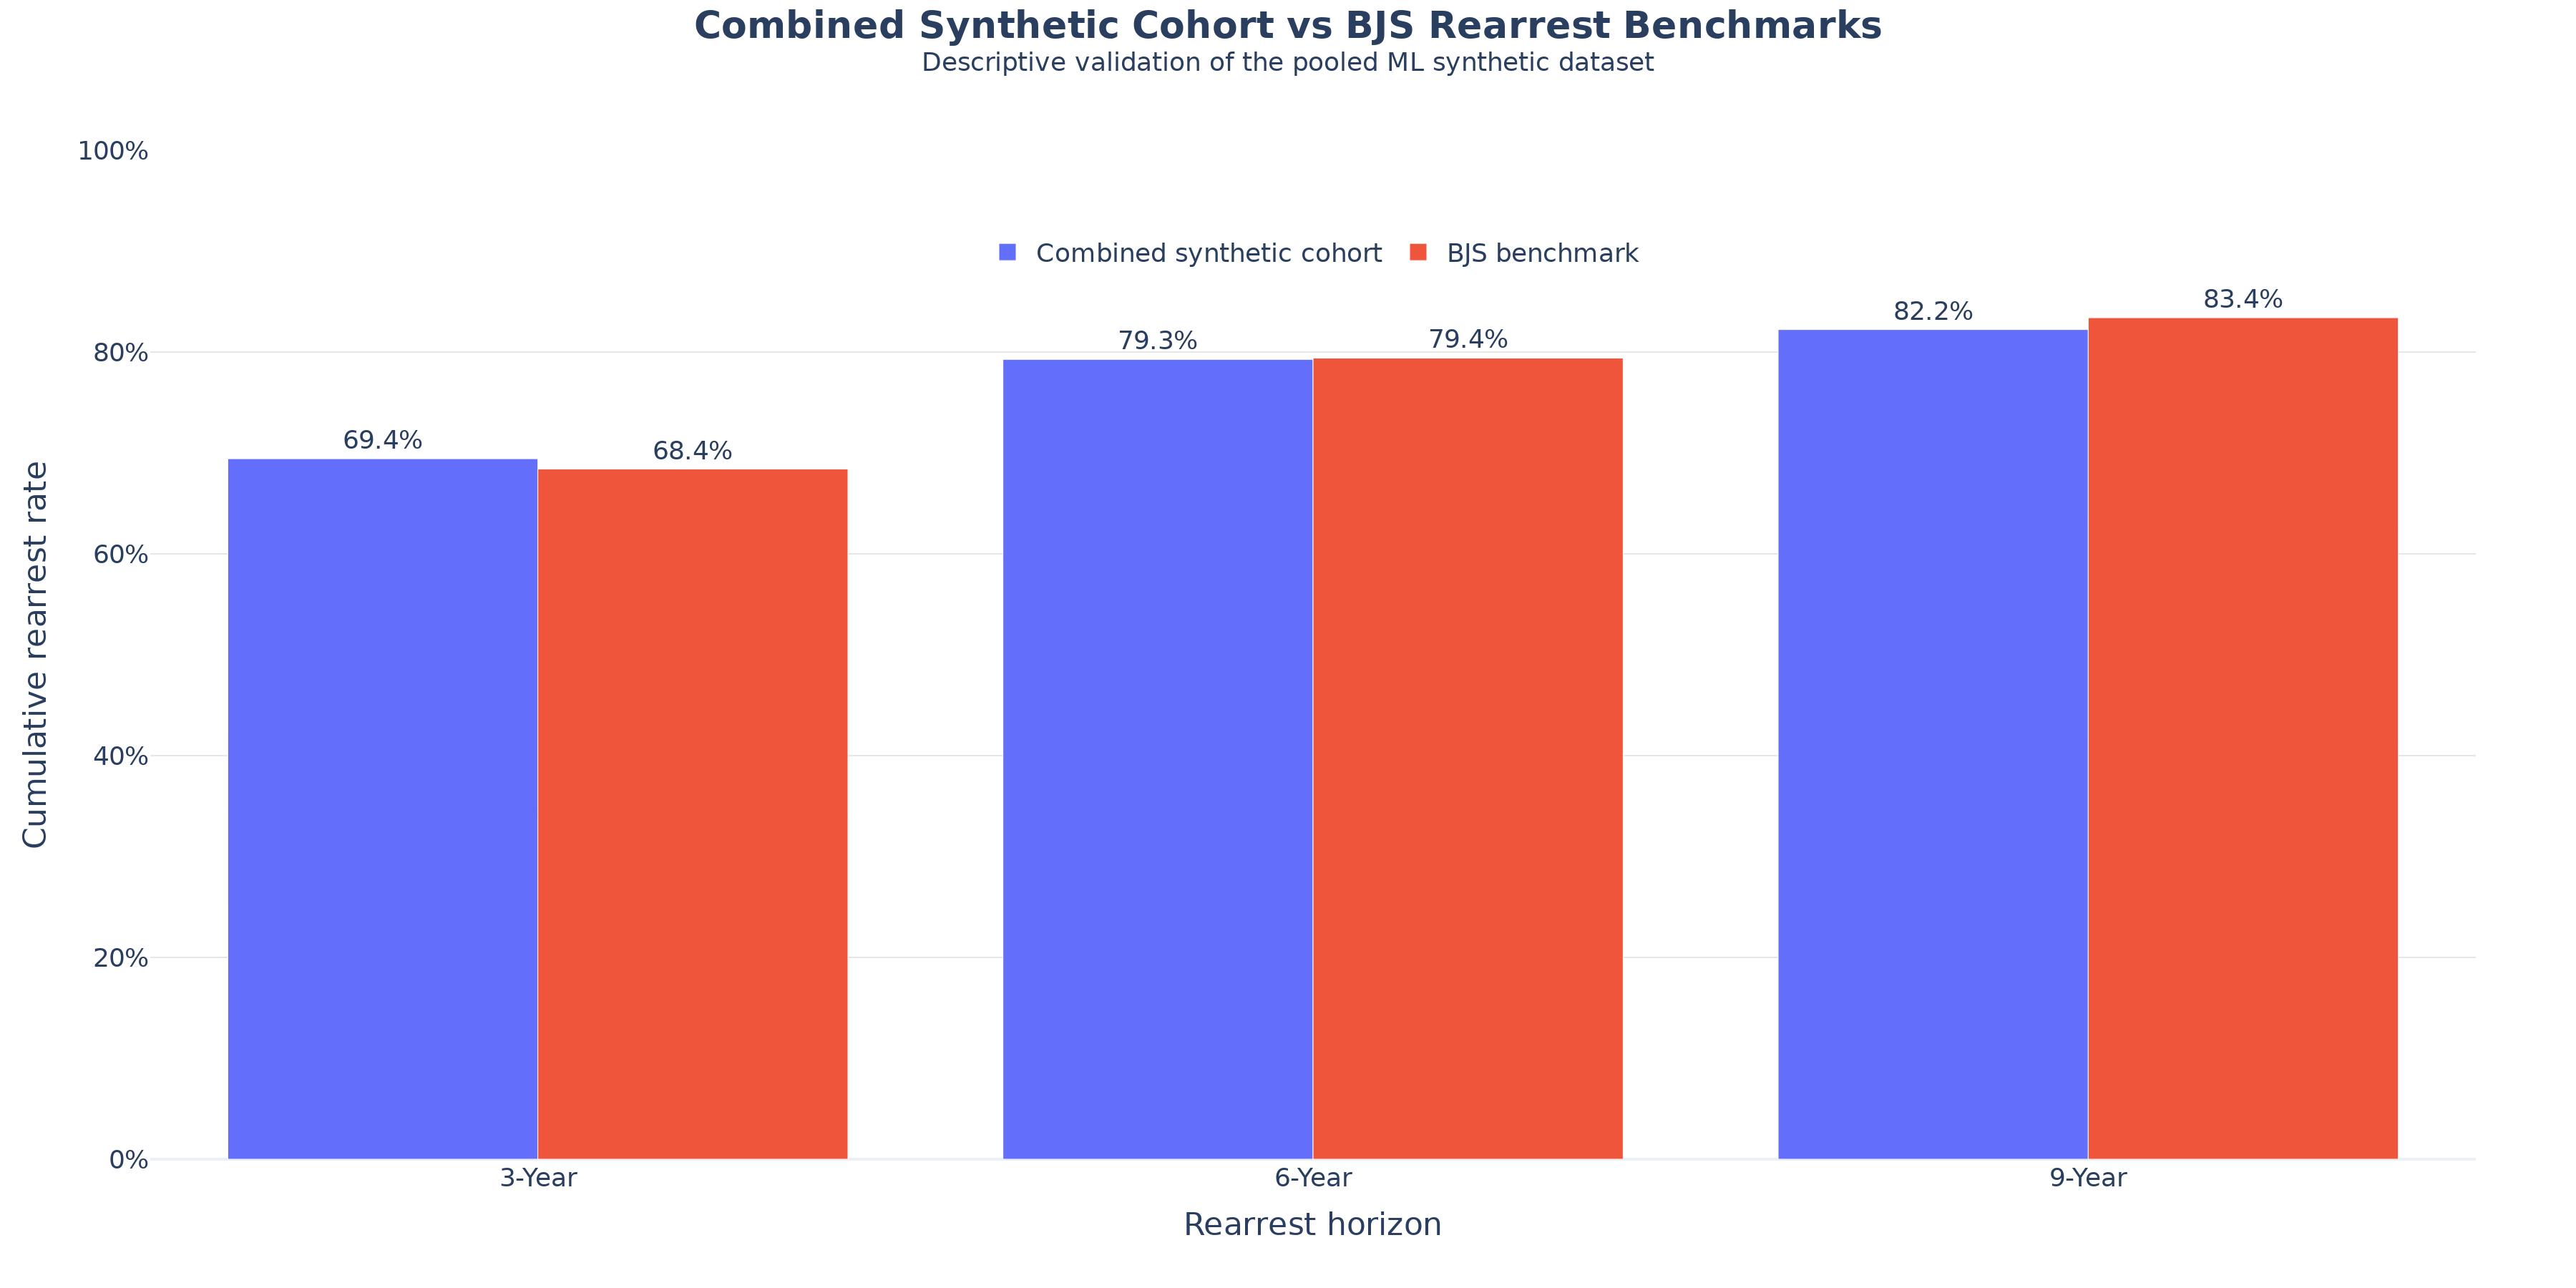 Combined Synthetic Cohort vs BJS Rearrest Benchmarks
Descriptive validation of the pooled ML synthetic dataset
100%
Combined synthetic cohort
BJS benchmark
80%
60%
40%
20%
0%
Cumulative rearrest rate
69.4%
68.4%
79.3%
79.4%
82.2%
83.4%
3-Year
6-Year
9-Year
Rearrest horizon